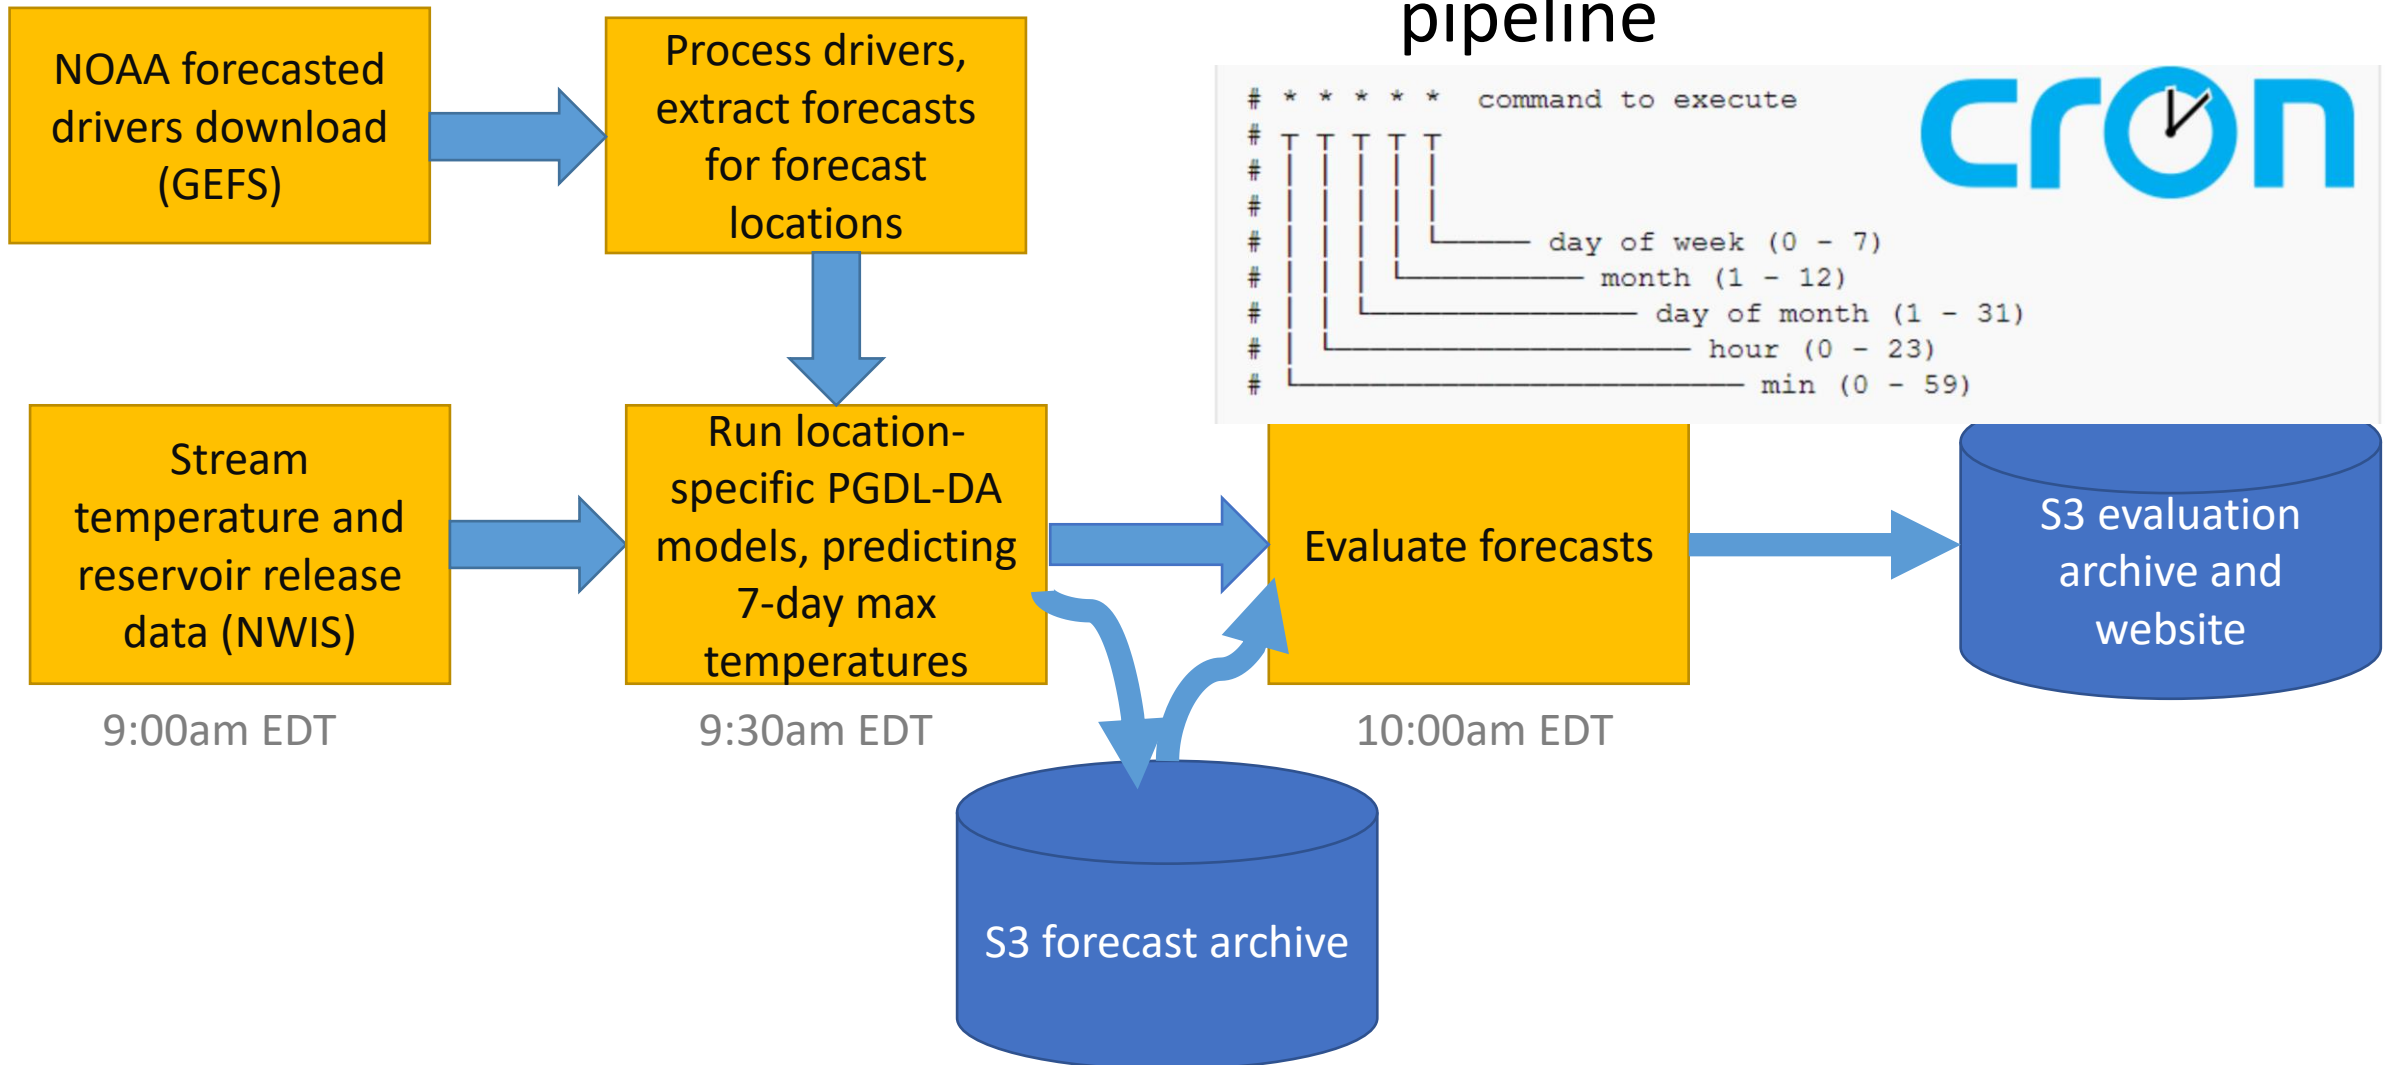 pipeline
NOAA forecasted
drivers download
(GEFS)
Process drivers,
extract forecasts
for forecast
locations
# * * * * * command to execute
cron
#
#
#
# day of week (0 - 7)
# month (1 - 12)
# day of month (1 - 31)
# hour (0 - 23)
# min (0 - 59)
Stream
temperature and
reservoir release
data (NWIS)
Run location-
specific PGDL-DA
models, predicting
7-day max
temperatures
Evaluate forecasts
S3 evaluation
archive and
website
9:00am EDT
9:30am EDT
10:00am EDT
S3 forecast archive